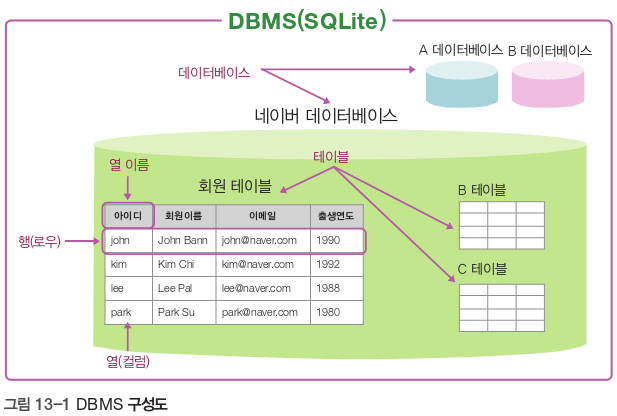 DBMS(SQLite)
A 데이터베이스 B 데이터베이스
데이터베이스
네이버 데이터베이스
테이블
열 이름
회원 테이블
B 테이블
아이디 회원이름 이메일 출생연도
행(로우)
john John Bann john@naver.com 1990
kim Kim Chi kim@naver.com 1992
C 테이블
lee Lee Pal lee@naver.com 1988
park Park Su park@naver.com 1980
열(컬럼)
그림 13-1 DBMS 구성도